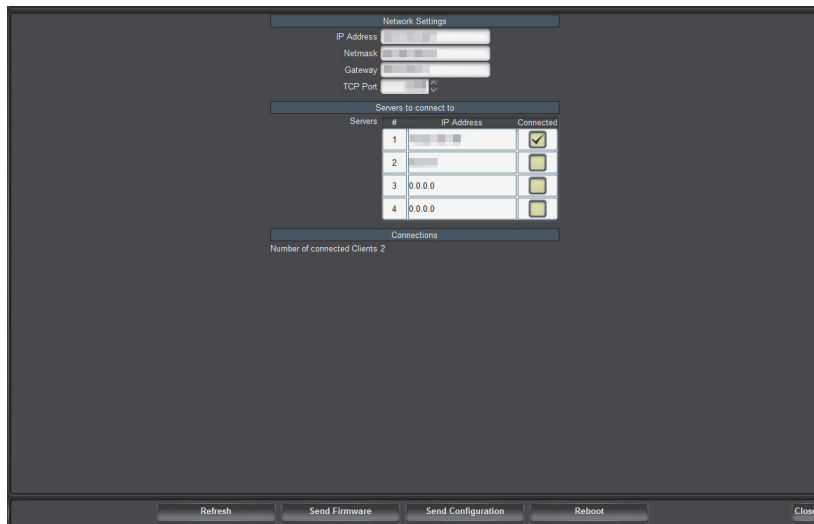 Network Settings
IP Address
Netmask
Gateway
TCP Port
Servers to connect to
Servers # IP Address Connected
1
2
3 0.0.0.0
4 0.0.0.0
Connections
Number of connected Clients 2
Refresh Send Firmware Send Configuration Reboot Close